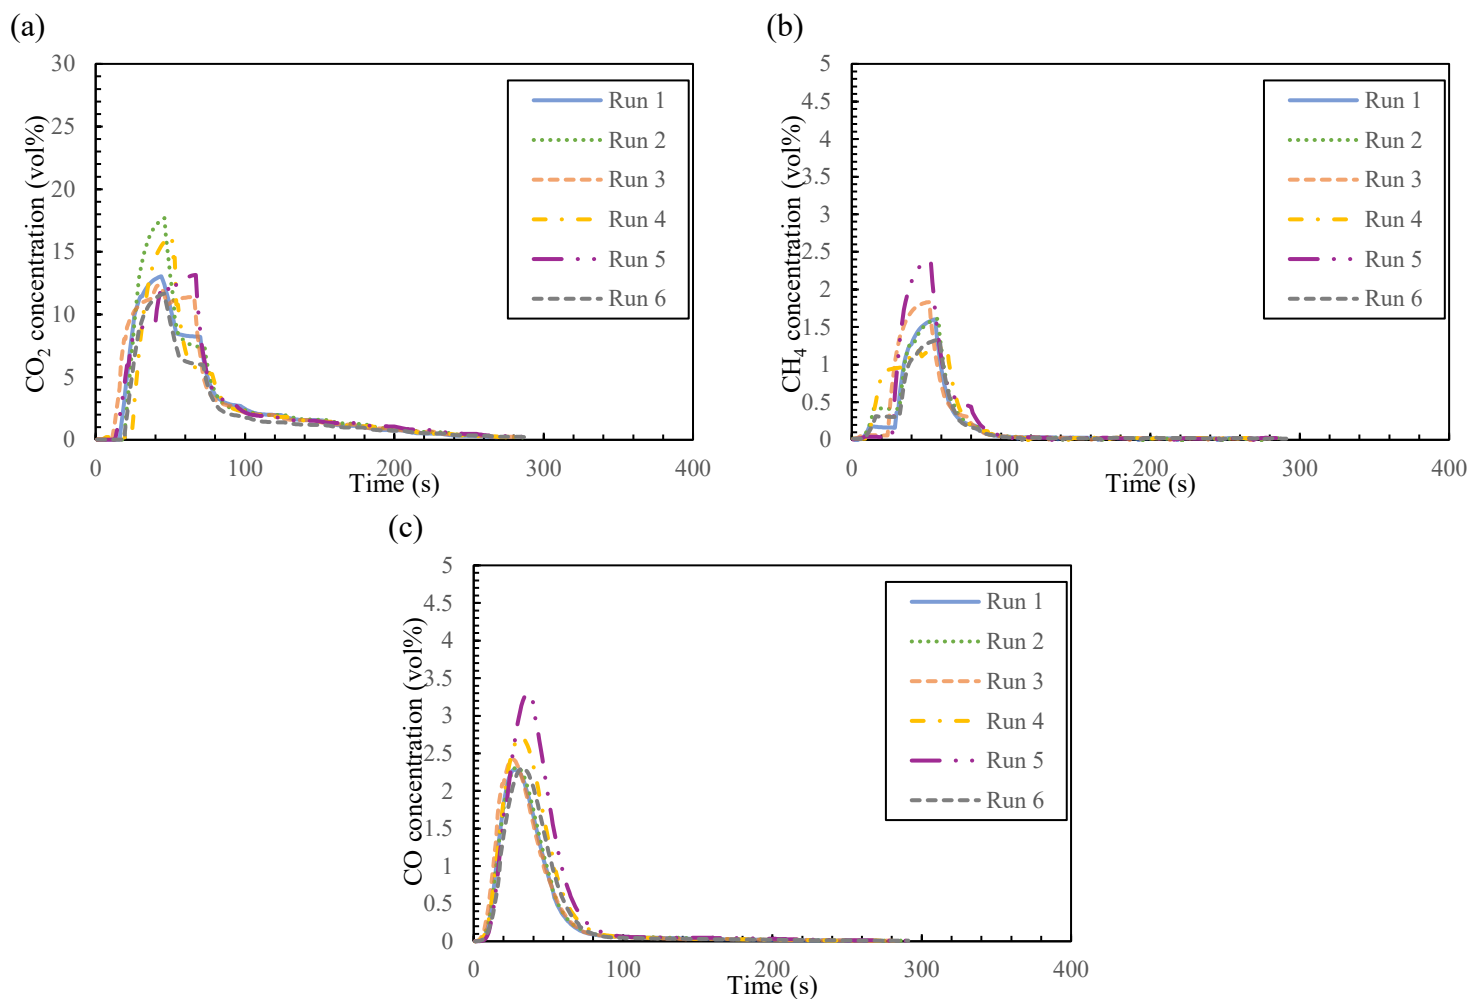 (a)
CO2 concentration (vol%)
30
25
20
15
10
5
0
0 100 200 300 400
Time (s)
Run 1
Run 2
Run 3
Run 4
Run 5
Run 6
(b)
CH4 concentration (vol%)
5
4.5
4
3.5
3
2.5
2
1.5
1
0.5
0
0 100 200 300 400
Time (s)
Run 1
Run 2
Run 3
Run 4
Run 5
Run 6
(c)
CO concentration (vol%)
5
4.5
4
3.5
3
2.5
2
1.5
1
0.5
0
0 100 200 300 400
Time (s)
Run 1
Run 2
Run 3
Run 4
Run 5
Run 6